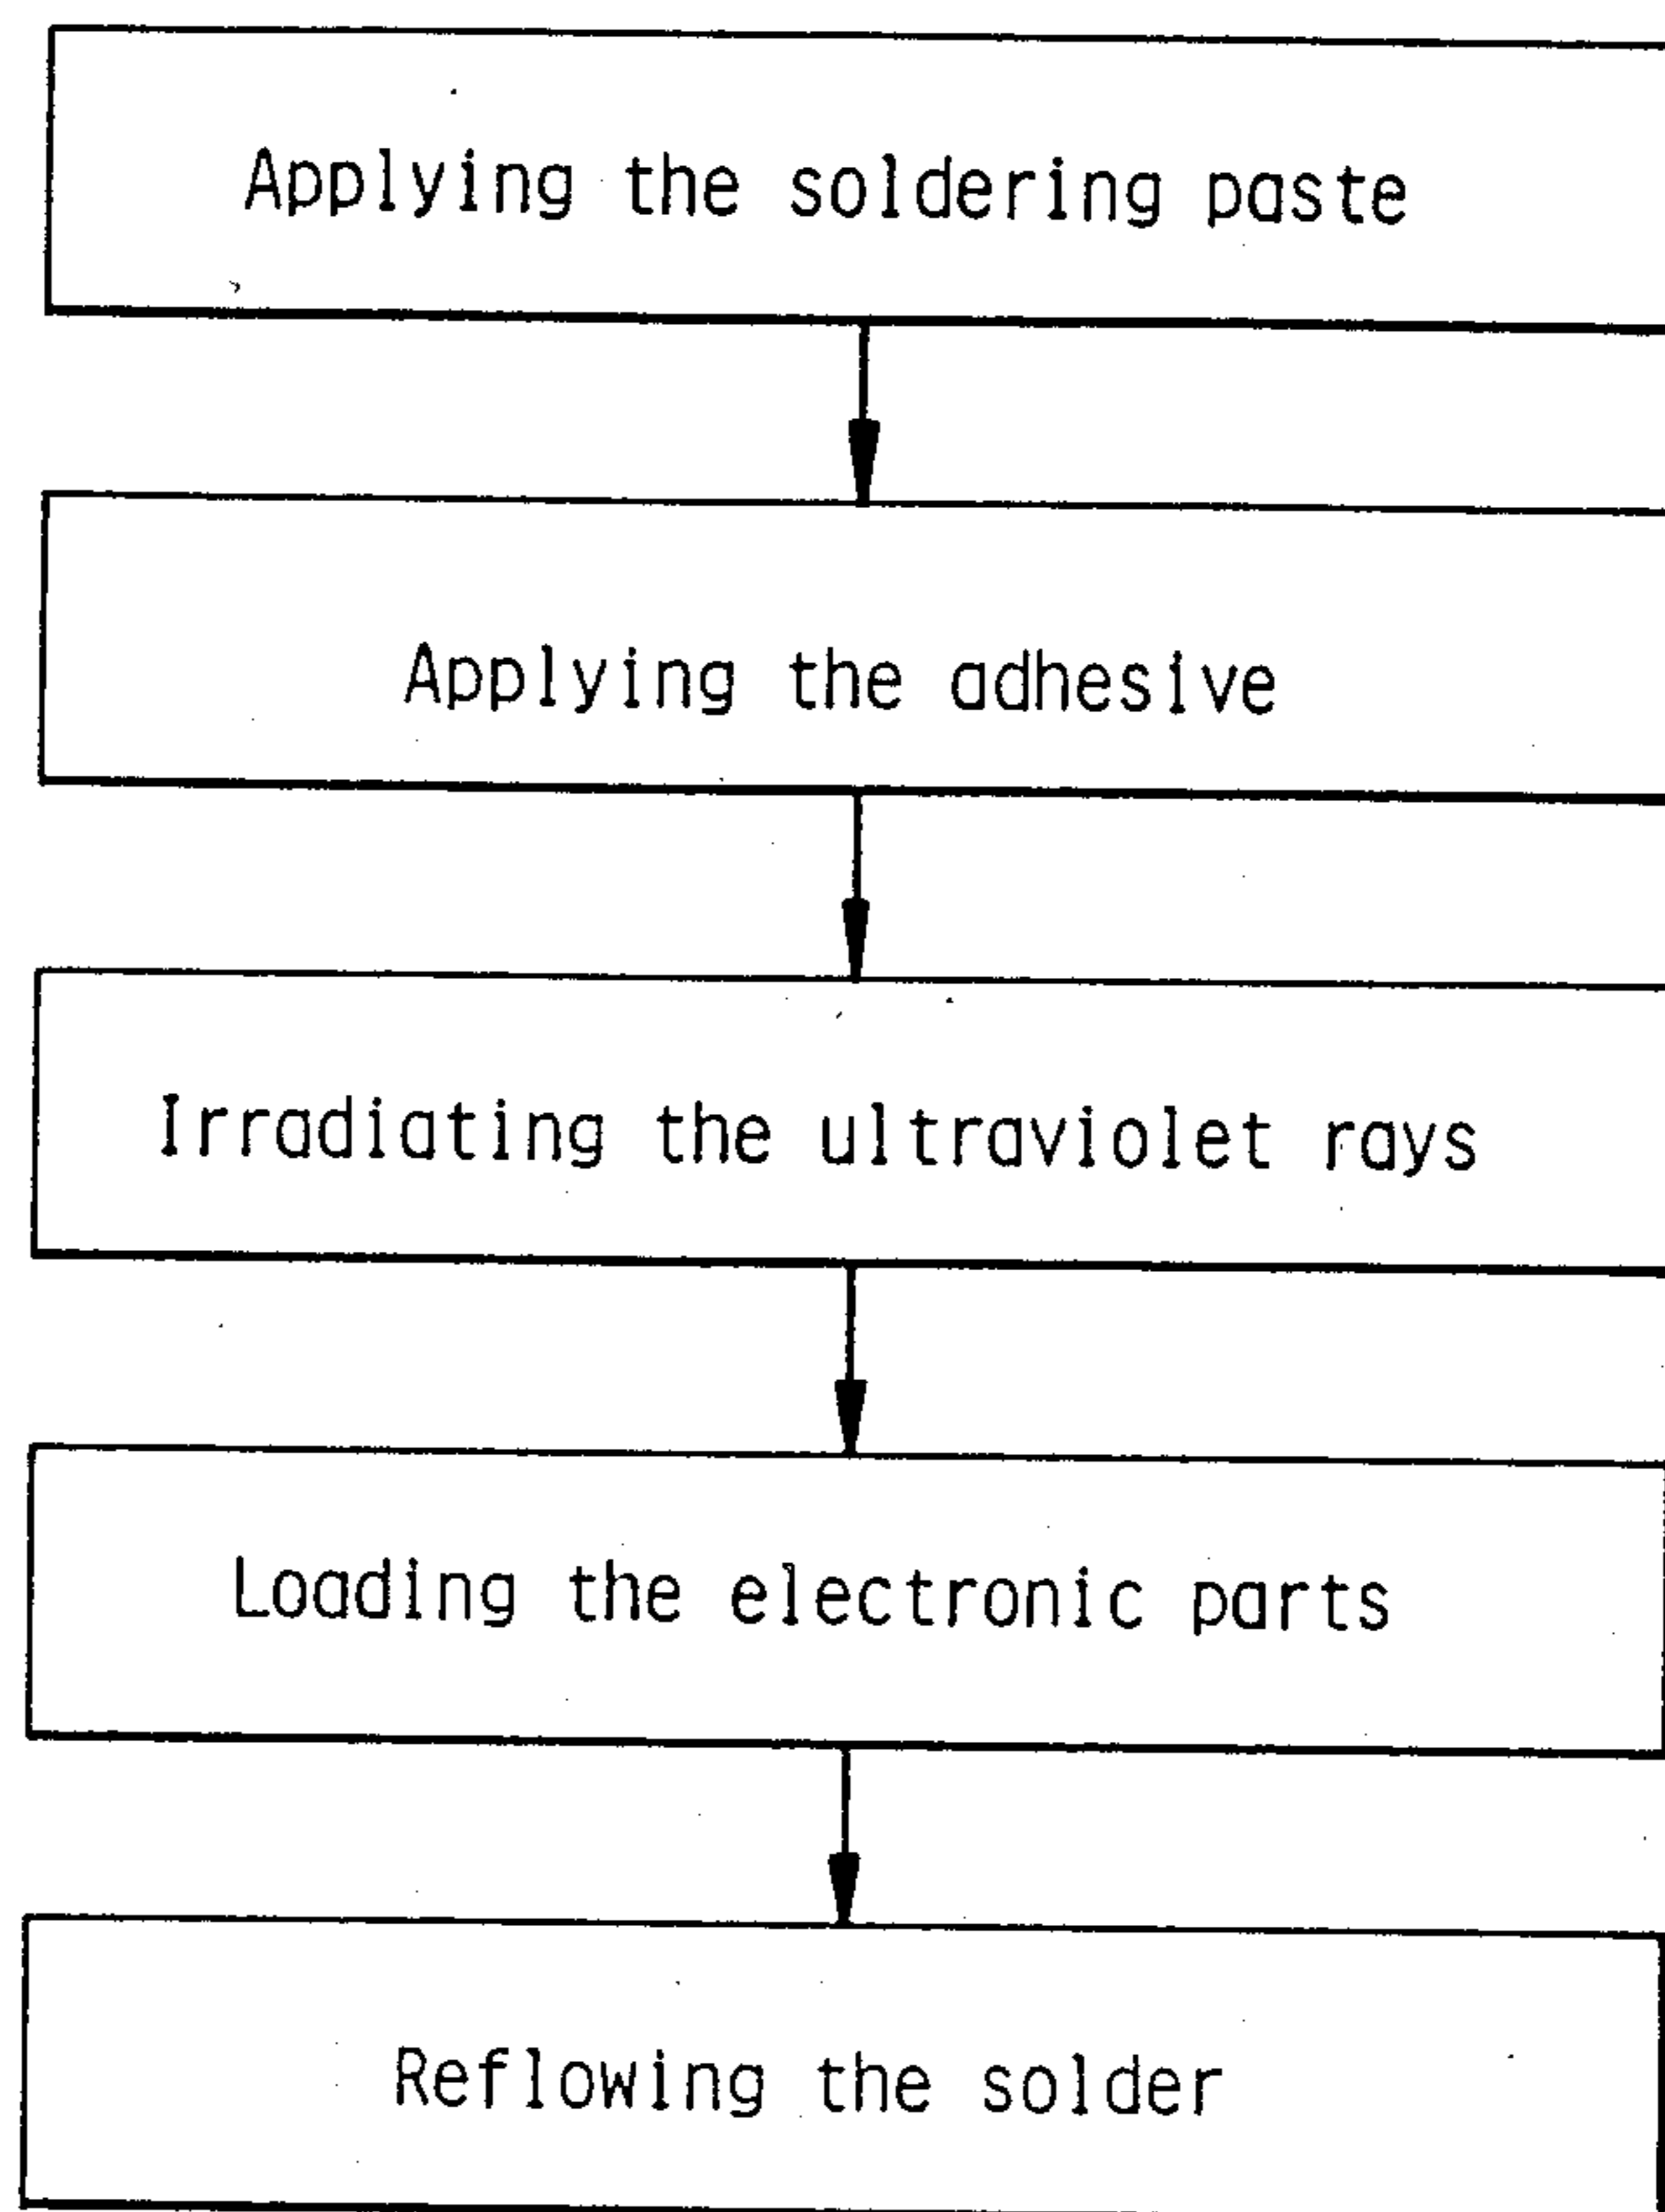 Applying the soldering paste
Applying the adhesive
Irradiating the ultraviolet rays
Loading the electronic parts
Reflowing the solder